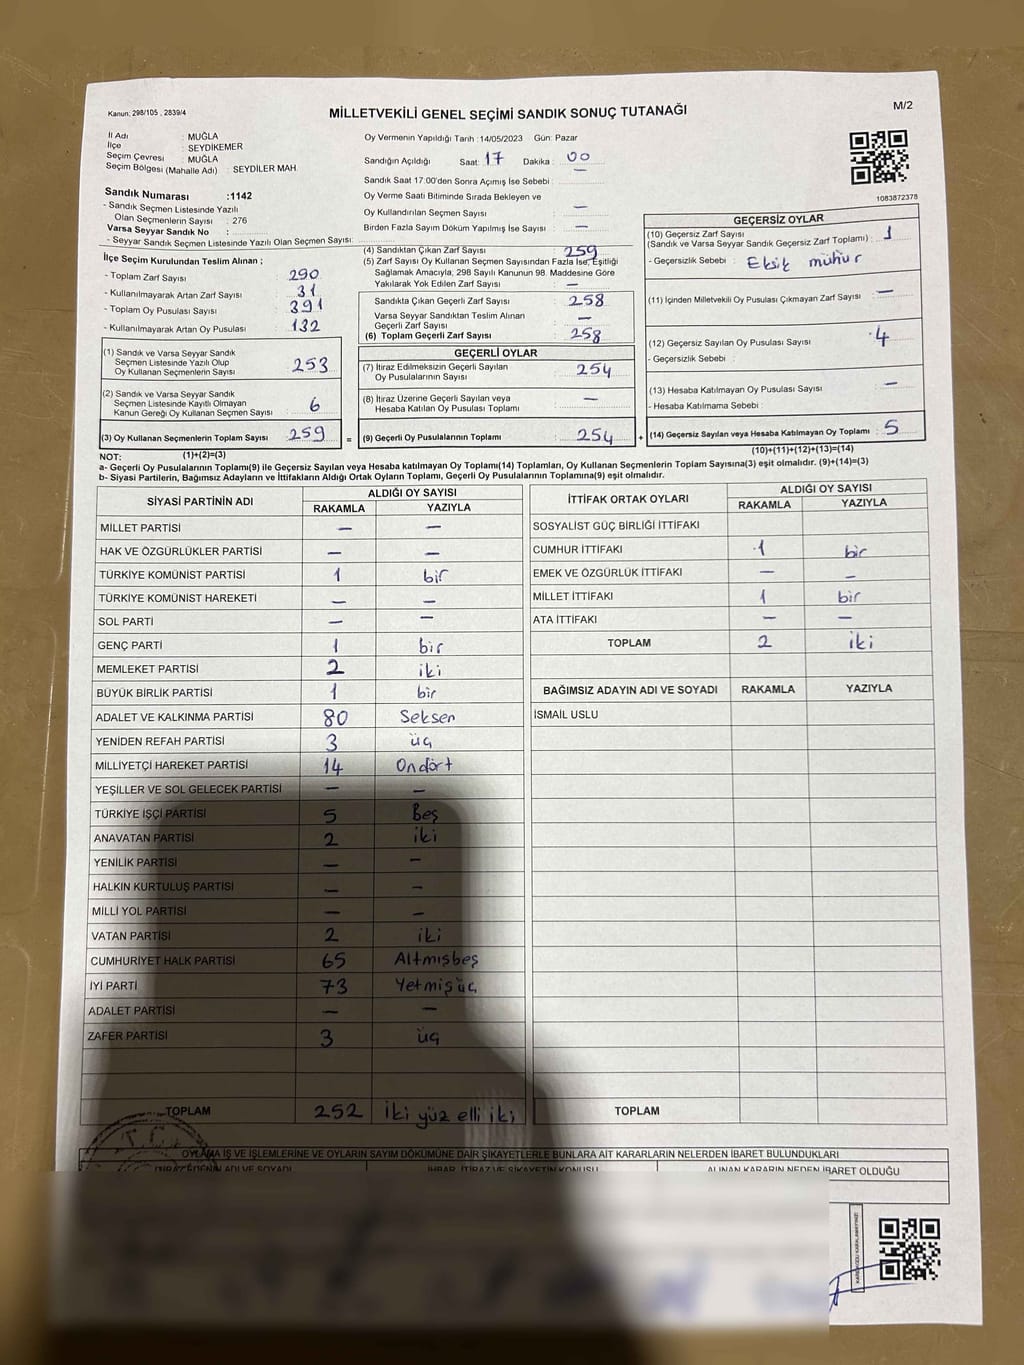 Kanun: 298/105 , 2839/4
MİLLETVEKİLİ GENEL SEÇİMİ SANDIK SONUÇ TUTANAĞI
M/2
İl Adı : MUĞLA
İlçe : SEYDİKEMER
Seçim Çevresi : MUĞLA
Seçim Bölgesi (Mahalle Adı) : SEYDİLER MAH
Oy Vermenin Yapıldığı Tarih :14/05/2023 Gün: Pazar
Sandığın Açıldığı Saat: 17 Dakika : 00
Sandık Saat 17:00'den Sonra Açımış İse Sebebi : —
Oy Verme Saati Bitiminde Sırada Bekleyen ve
Oy Kullandırılan Seçmen Sayısı : —
Birden Fazla Sayım Döküm Yapılmış İse Sayısı : —
1083872378
Sandık Numarası :1142
- Sandık Seçmen Listesinde Yazılı
Olan Seçmenlerin Sayısı : 276
Varsa Seyyar Sandık No :
- Seyyar Sandık Seçmen Listesinde Yazılı Olan Seçmen Sayısı:
İlçe Seçim Kurulundan Teslim Alınan ;
- Toplam Zarf Sayısı : 290
- Kullanılmayarak Artan Zarf Sayısı : 31
- Toplam Oy Pusulası Sayısı : 391
- Kullanılmayarak Artan Oy Pusulası : 132
(1) Sandık ve Varsa Seyyar Sandık
Seçmen Listesinde Yazılı Olup
Oy Kullanan Seçmenlerin Sayısı : 253
(2) Sandık ve Varsa Seyyar Sandık
Seçmen Listesinde Kayıtlı Olmayan
Kanun Gereği Oy Kullanan Seçmen Sayısı : 6
(3) Oy Kullanan Seçmenlerin Toplam Sayısı : 259
(4) Sandıktan Çıkan Zarf Sayısı : 259
(5) Zarf Sayısı Oy Kullanan Seçmen Sayısından Fazla İse, Eşitliği
Sağlamak Amacıyla, 298 Sayılı Kanunun 98. Maddesine Göre
Yakılarak Yok Edilen Zarf Sayısı : —
Sandıkta Çıkan Geçerli Zarf Sayısı : 258
Varsa Seyyar Sandıktan Teslim Alınan
Geçerli Zarf Sayısı : —
(6) Toplam Geçerli Zarf Sayısı : 258
GEÇERLİ OYLAR
(7) İtiraz Edilmeksizin Geçerli Sayılan
Oy Pusulalarının Sayısı : 254
(8) İtiraz Üzerine Geçerli Sayılan veya
Hesaba Katılan Oy Pusulası Toplamı : —
= (9) Geçerli Oy Pusulalarının Toplamı : 254
GEÇERSİZ OYLAR
(10) Geçersiz Zarf Sayısı
(Sandık ve Varsa Seyyar Sandık Geçersiz Zarf Toplamı) : 1
- Geçersizlik Sebebi : Eksik mühür
(11) İçinden Milletvekili Oy Pusulası Çıkmayan Zarf Sayısı : —
(12) Geçersiz Sayılan Oy Pusulası Sayısı : 4
- Geçersizlik Sebebi :
(13) Hesaba Katılmayan Oy Pusulası Sayısı : —
- Hesaba Katılmama Sebebi :
+ (14) Geçersiz Sayılan veya Hesaba Katılmayan Oy Toplamı : 5
NOT: (1)+(2)=(3) (10)+(11)+(12)+(13)=(14)
a- Geçerli Oy Pusulalarının Toplamı(9) ile Geçersiz Sayılan veya Hesaba katılmayan Oy Toplamı(14) Toplamları, Oy Kullanan Seçmenlerin Toplam Sayısına(3) eşit olmalıdır. (9)+(14)=(3)
b- Siyasi Partilerin, Bağımsız Adayların ve İttifakların Aldığı Ortak Oyların Toplamı, Geçerli Oy Pusulalarının Toplamına(9) eşit olmalıdır.
SİYASİ PARTİNİN ADI ALDIĞI OY SAYISI
RAKAMLA YAZIYLA
MİLLET PARTİSİ — —
HAK VE ÖZGÜRLÜKLER PARTİSİ — —
TÜRKİYE KOMÜNİST PARTİSİ 1 bir
TÜRKİYE KOMÜNİST HAREKETİ — —
SOL PARTİ — —
GENÇ PARTİ 1 bir
MEMLEKET PARTİSİ 2 iki
BÜYÜK BİRLİK PARTİSİ 1 bir
ADALET VE KALKINMA PARTİSİ 80 Seksen
YENİDEN REFAH PARTİSİ 3 üç
MİLLİYETÇİ HAREKET PARTİSİ 14 Ondört
YEŞİLLER VE SOL GELECEK PARTİSİ — —
TÜRKİYE İŞÇİ PARTİSİ 5 Beş
ANAVATAN PARTİSİ 2 iki
YENİLİK PARTİSİ — —
HALKIN KURTULUŞ PARTİSİ — —
MİLLİ YOL PARTİSİ — —
VATAN PARTİSİ 2 iki
CUMHURİYET HALK PARTİSİ 65 Altmışbeş
İYİ PARTİ 73 Yetmişüç
ADALET PARTİSİ — —
ZAFER PARTİSİ 3 üç
TOPLAM 252 iki yüz elli iki
İTTİFAK ORTAK OYLARI ALDIĞI OY SAYISI
RAKAMLA YAZIYLA
SOSYALİST GÜÇ BİRLİĞİ İTTİFAKI
CUMHUR İTTİFAKI 1 bir
EMEK VE ÖZGÜRLÜK İTTİFAKI — —
MİLLET İTTİFAKI 1 bir
ATA İTTİFAKI — —
TOPLAM 2 iki
BAĞIMSIZ ADAYIN ADI VE SOYADI RAKAMLA YAZIYLA
İSMAİL USLU
TOPLAM
T.C.
OYLAMA İŞ VE İŞLEMLERİNE VE OYLARIN SAYIM DÖKÜMÜNE DAİR ŞİKAYETLERLE BUNLARA AİT KARARLARIN NELERDEN İBARET BULUNDUKLARI
İTİRAZ EDENİN ADI VE SOYADI İHBAR, İTİRAZ VE ŞİKAYETİN KONUSU ALINAN KARARIN NEDEN İBARET OLDUĞU